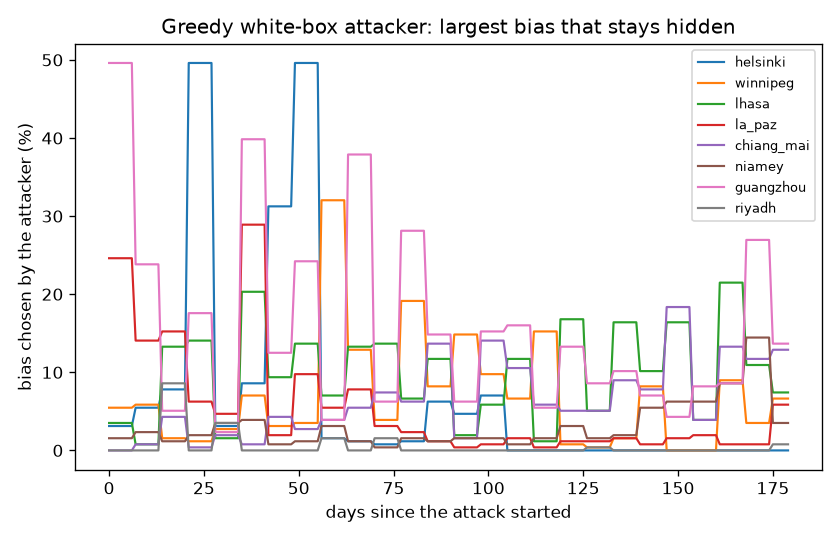 Greedy white-box attacker: largest bias that stays hidden
bias chosen by the attacker (%)
50
40
30
20
10
0
helsinki
winnipeg
lhasa
la_paz
chiang_mai
niamey
guangzhou
riyadh
0 25 50 75 100 125 150 175
days since the attack started